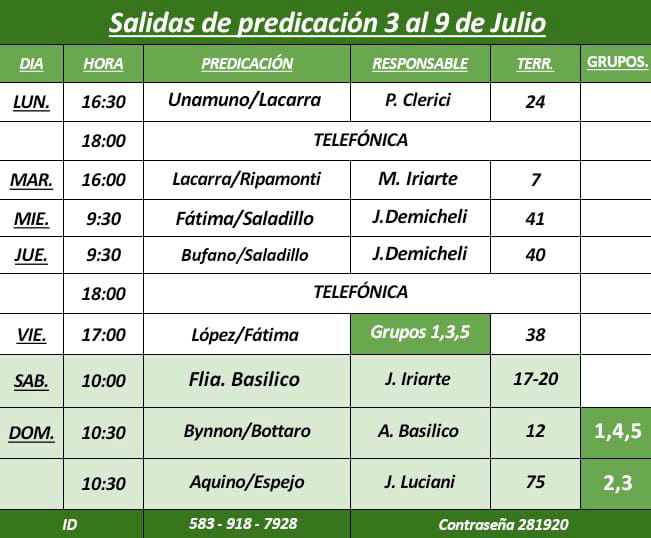 Salidas de predicación 3 al 9 de Julio
DIA HORA PREDICACIÓN RESPONSABLE TERR. GRUPOS.
LUN. 16:30 Unamuno/Lacarra P. Clerici 24
18:00 TELEFÓNICA
MAR. 16:00 Lacarra/Ripamonti M. Iriarte 7
MIE. 9:30 Fátima/Saladillo J.Demicheli 41
JUE. 9:30 Bufano/Saladillo J.Demicheli 40
18:00 TELEFÓNICA
VIE. 17:00 López/Fátima Grupos 1,3,5 38
SAB. 10:00 Flia. Basilico J. Iriarte 17-20
DOM. 10:30 Bynnon/Bottaro A. Basilico 12 1,4,5
10:30 Aquino/Espejo J. Luciani 75 2,3
ID 583 - 918 - 7928 Contraseña 281920